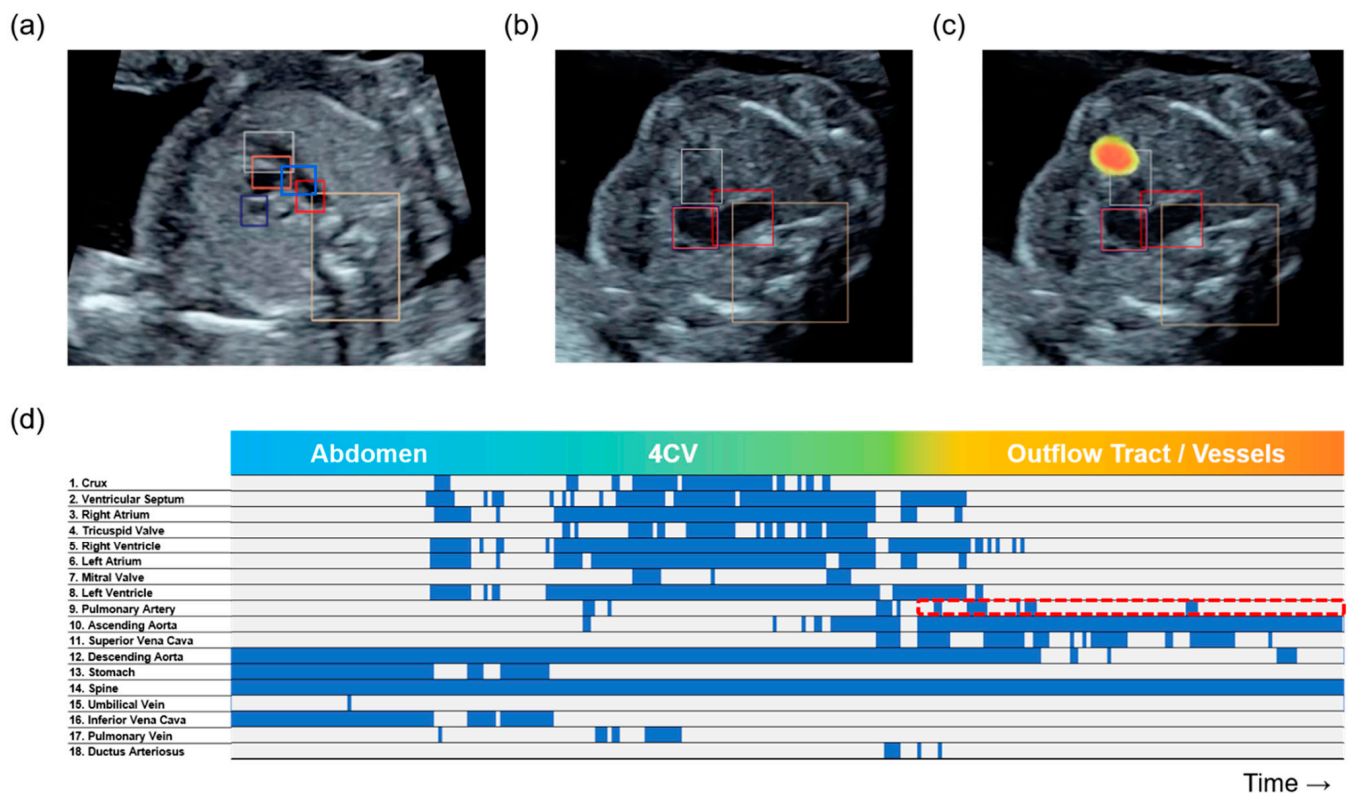 (a)
(b)
(c)
(d)
Abdomen 4CV Outflow Tract / Vessels
1. Crux
2. Ventricular Septum
3. Right Atrium
4. Tricuspid Valve
5. Right Ventricle
6. Left Atrium
7. Mitral Valve
8. Left Ventricle
9. Pulmonary Artery
10. Ascending Aorta
11. Superior Vena Cava
12. Descending Aorta
13. Stomach
14. Spine
15. Umbilical Vein
16. Inferior Vena Cava
17. Pulmonary Vein
18. Ductus Arteriosus
Time →